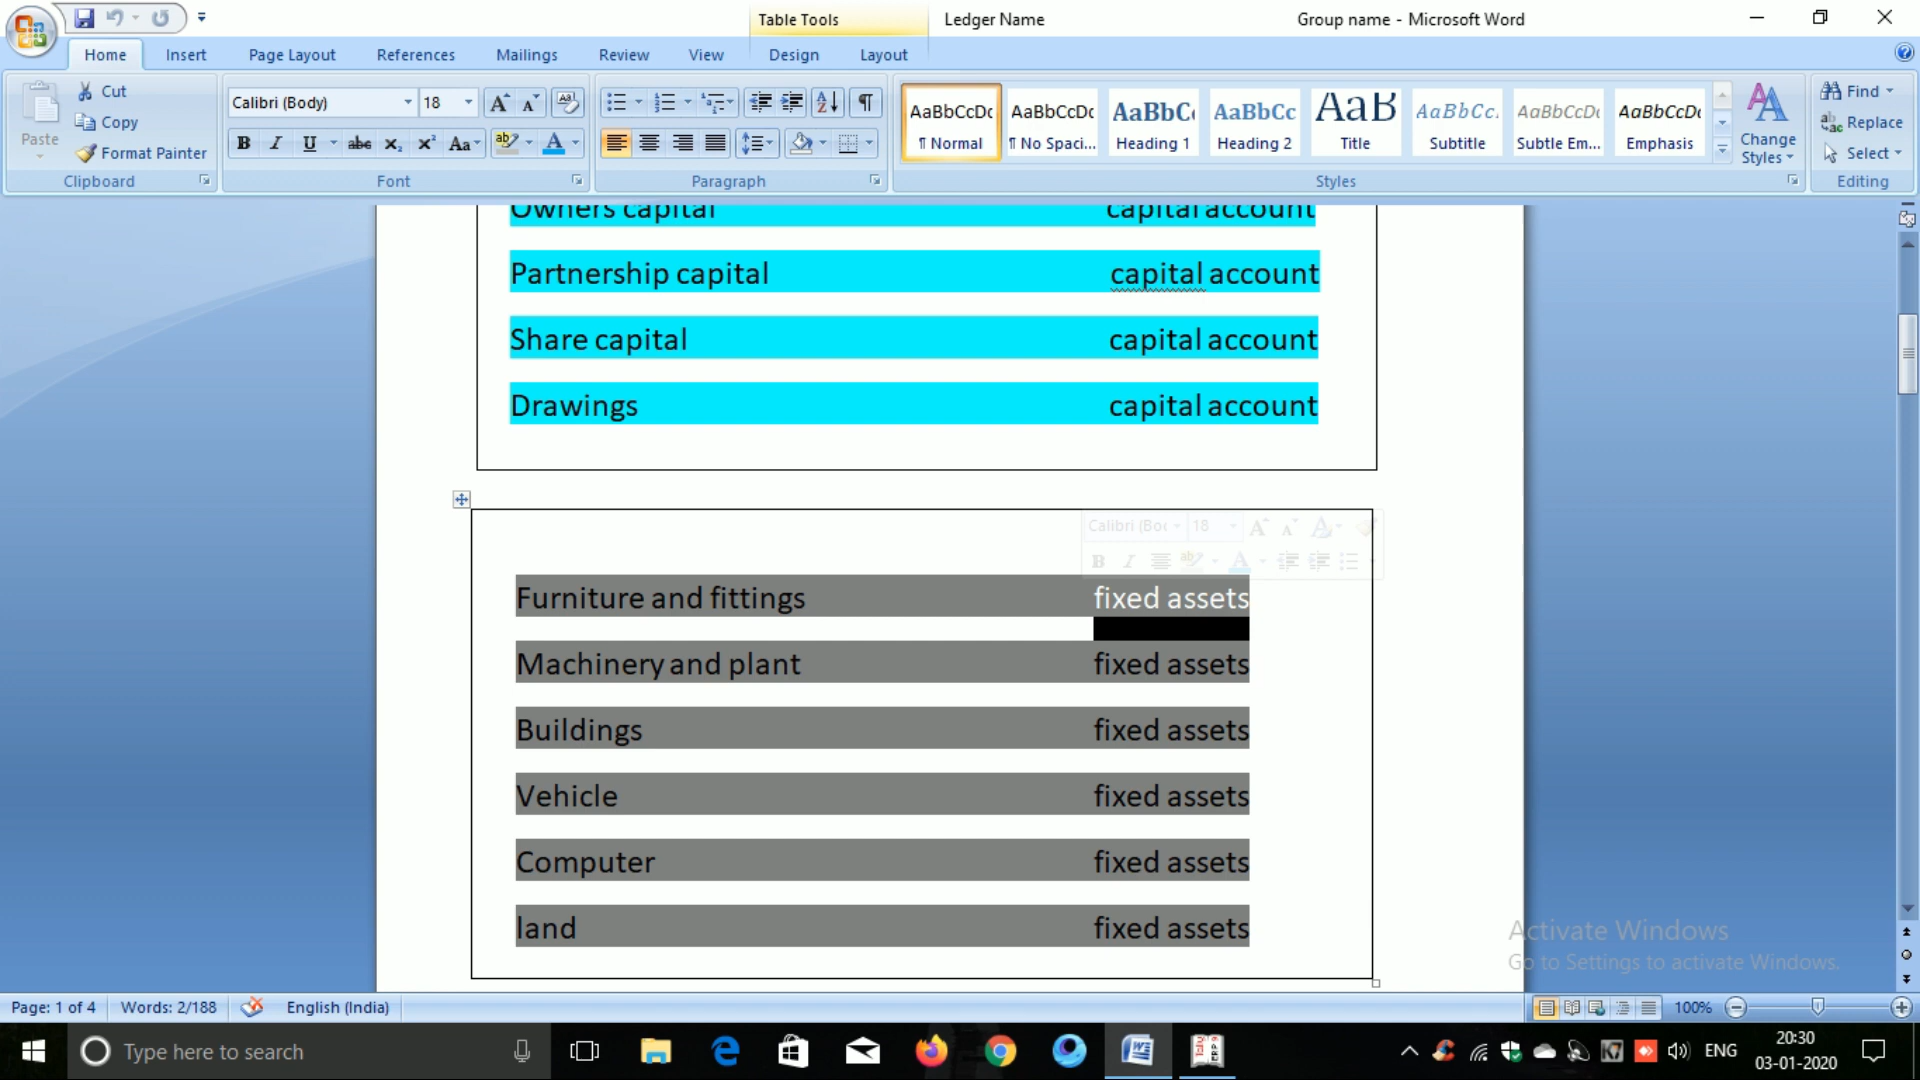 Table Tools Ledger Name Group name - Microsoft Word
Home Insert Page Layout References Mailings Review View Design Layout
Paste Cut
Copy
Format Painter
Clipboard
Calibri (Body) 18
Font
Paragraph
AaBbCcDc AaBbCcDc AaBbC AaBbCc AaB AaBbCc. AaBbCcDc AaBbCcDc
¶ Normal ¶ No Spaci... Heading 1 Heading 2 Title Subtitle Subtle Em... Emphasis
Change Styles
Styles
Find
Replace
Select
Editing
Owners capital capital account
Partnership capital capital account
Share capital capital account
Drawings capital account
Calibri (Boc 18
Furniture and fittings fixed assets
Machinery and plant fixed assets
Buildings fixed assets
Vehicle fixed assets
Computer fixed assets
land fixed assets
Activate Windows
Go to Settings to activate Windows.
Page: 1 of 4 Words: 2/188 English (India) 100%
Type here to search ENG 20:30
03-01-2020